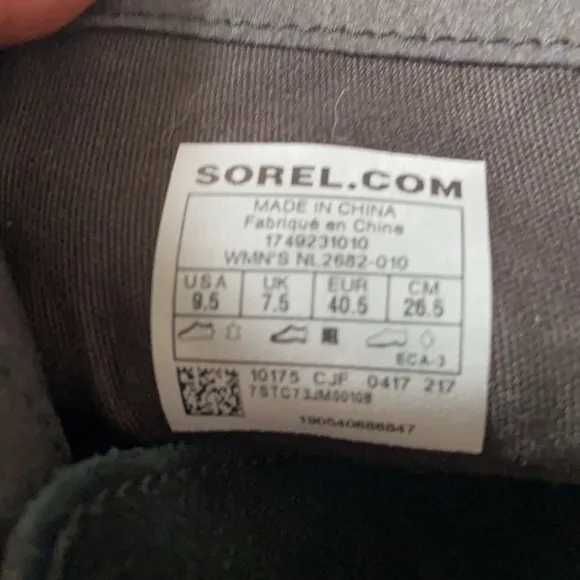 SOREL.COM
MADE IN CHINA
Fabriqué en Chine
1749231010
WMN'S NL2682-010
USA UK EUR CM
9.5 7.5 40.5 26.5
ECA-3
10175 CJF 0417 217
7STC73JM00108
190540686847